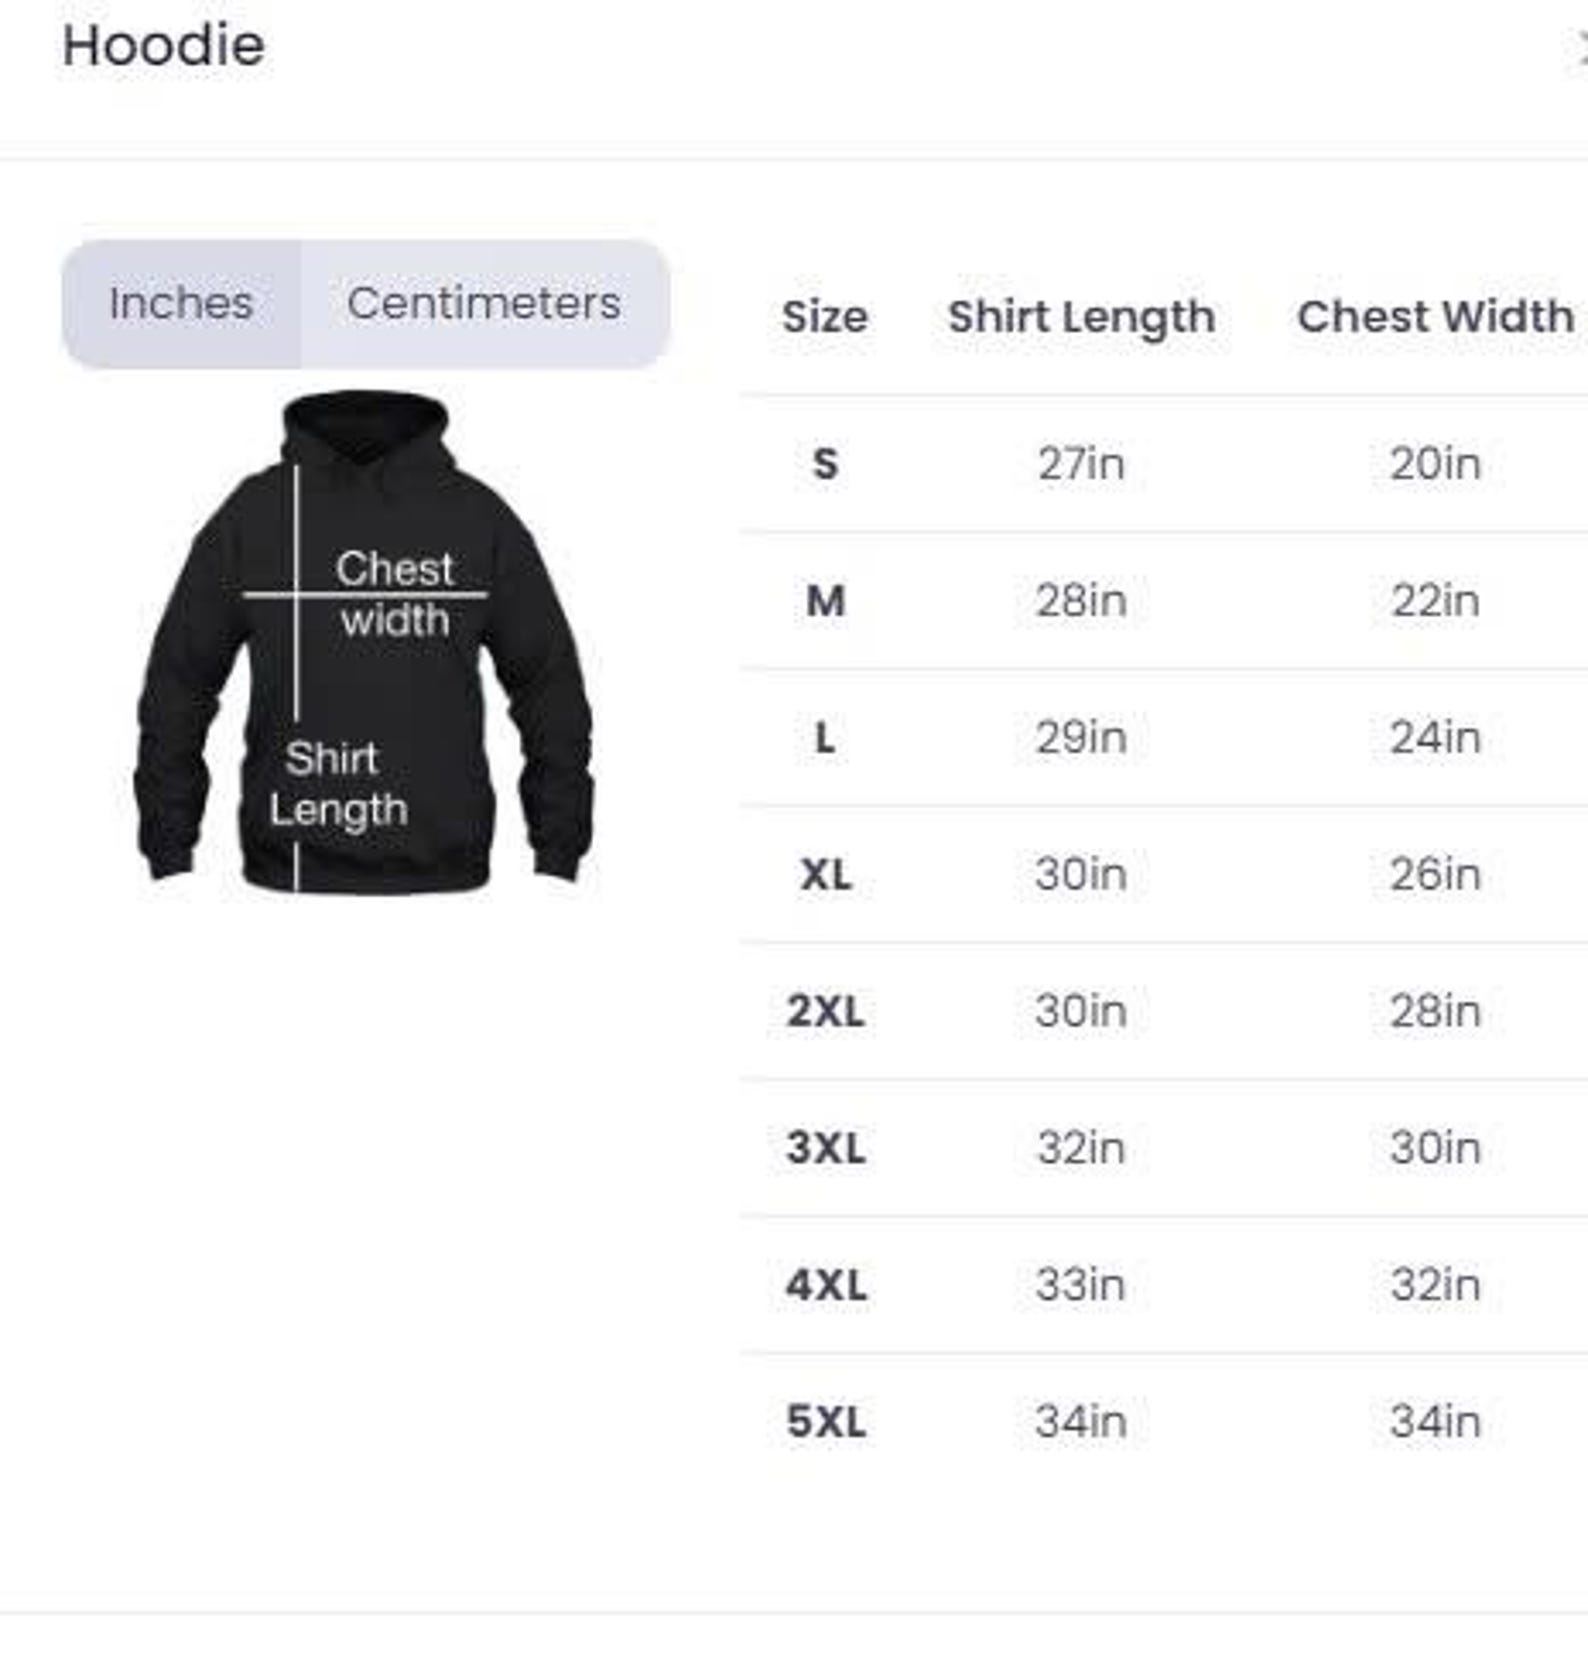 Hoodie
Inches Centimeters
Chest
width
Shirt
Length
Size Shirt Length Chest Width
S 27in 20in
M 28in 22in
L 29in 24in
XL 30in 26in
2XL 30in 28in
3XL 32in 30in
4XL 33in 32in
5XL 34in 34in